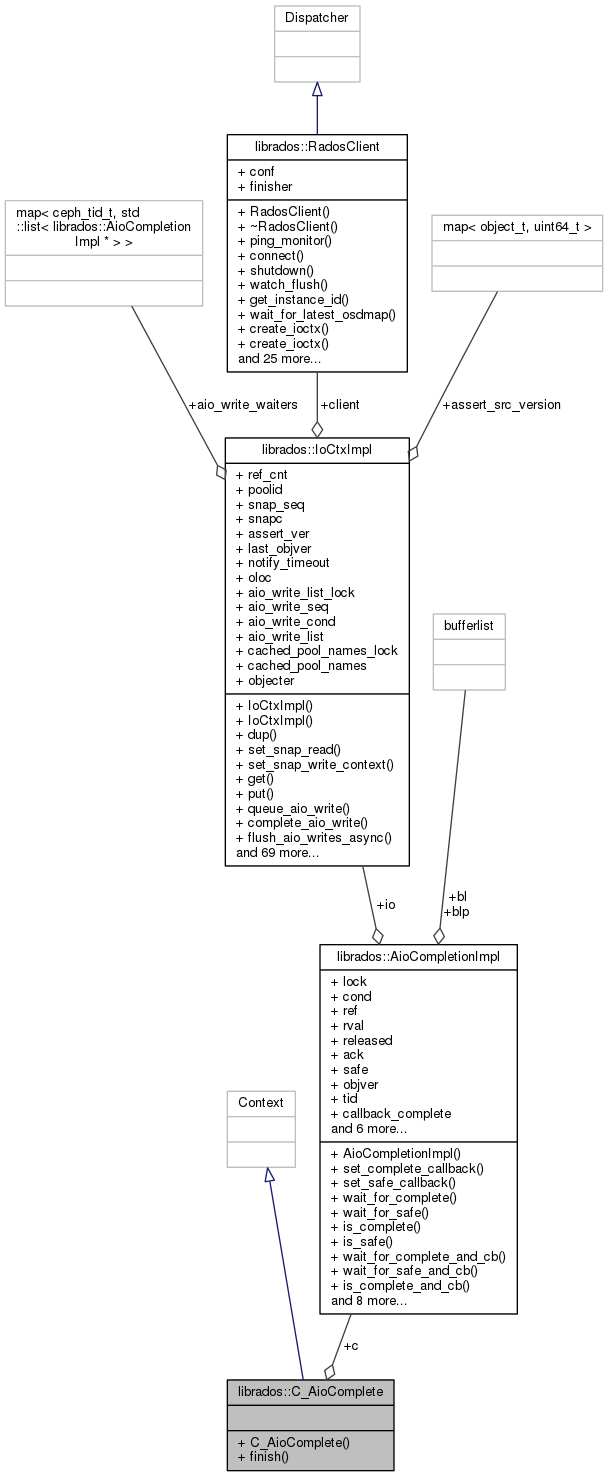 Dispatcher
librados::RadosClient
+ conf
+ finisher
+ RadosClient()
+ ~RadosClient()
+ ping_monitor()
+ connect()
+ shutdown()
+ watch_flush()
+ get_instance_id()
+ wait_for_latest_osdmap()
+ create_ioctx()
+ create_ioctx()
and 25 more...
map< ceph_tid_t, std
::list< librados::AioCompletion
Impl * > >
map< object_t, uint64_t >
+aio_write_waiters
+client
+assert_src_version
librados::IoCtxImpl
+ ref_cnt
+ poolid
+ snap_seq
+ snapc
+ assert_ver
+ last_objver
+ notify_timeout
+ oloc
+ aio_write_list_lock
+ aio_write_seq
+ aio_write_cond
+ aio_write_list
+ cached_pool_names_lock
+ cached_pool_names
+ objecter
+ IoCtxImpl()
+ IoCtxImpl()
+ dup()
+ set_snap_read()
+ set_snap_write_context()
+ get()
+ put()
+ queue_aio_write()
+ complete_aio_write()
+ flush_aio_writes_async()
and 69 more...
bufferlist
+io
+bl
+blp
librados::AioCompletionImpl
+ lock
+ cond
+ ref
+ rval
+ released
+ ack
+ safe
+ objver
+ tid
+ callback_complete
and 6 more...
+ AioCompletionImpl()
+ set_complete_callback()
+ set_safe_callback()
+ wait_for_complete()
+ wait_for_safe()
+ is_complete()
+ is_safe()
+ wait_for_complete_and_cb()
+ wait_for_safe_and_cb()
+ is_complete_and_cb()
and 8 more...
Context
+c
librados::C_AioComplete
+ C_AioComplete()
+ finish()